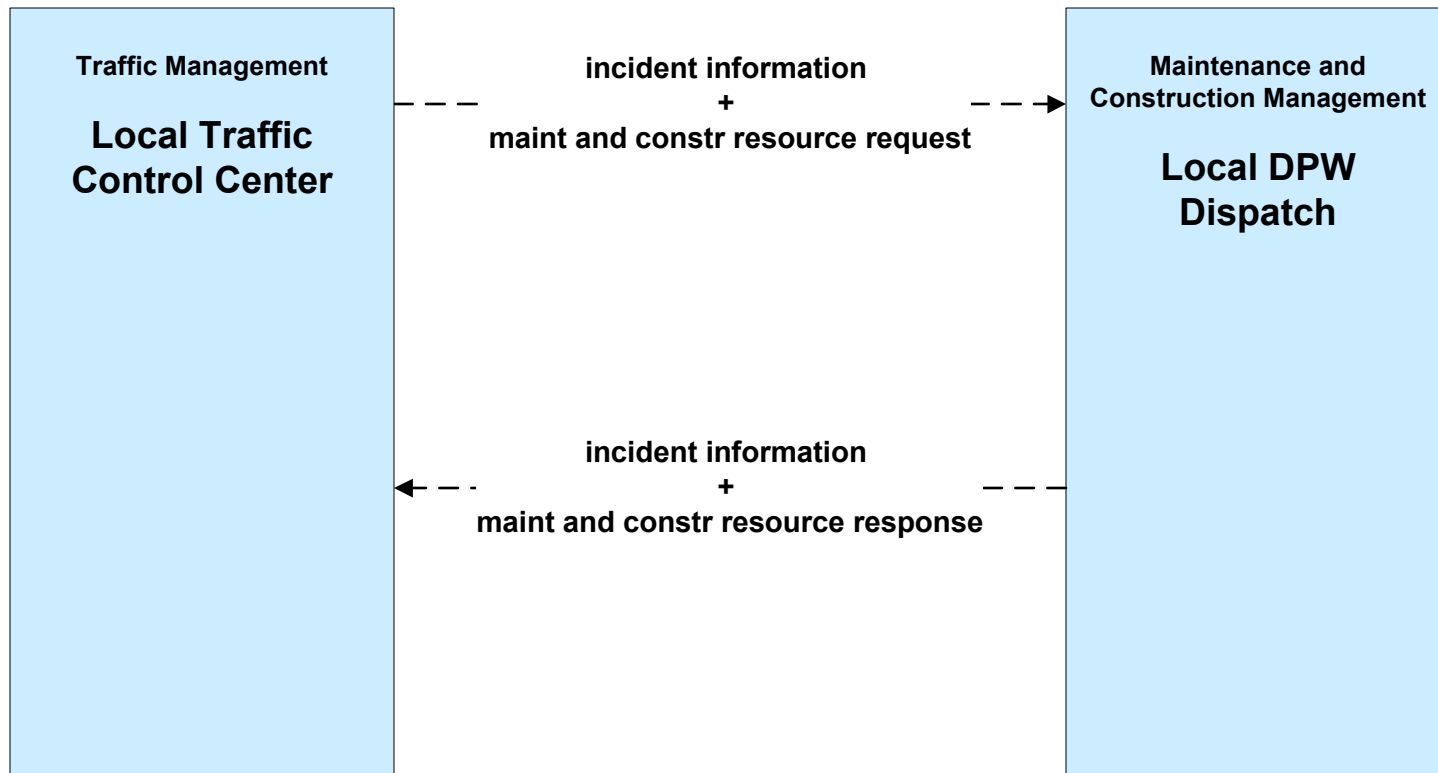 Traffic Management
Local Traffic
Control Center
incident information
+
maint and constr resource request
Maintenance and
Construction Management
Local DPW
Dispatch
incident information
+
maint and constr resource response